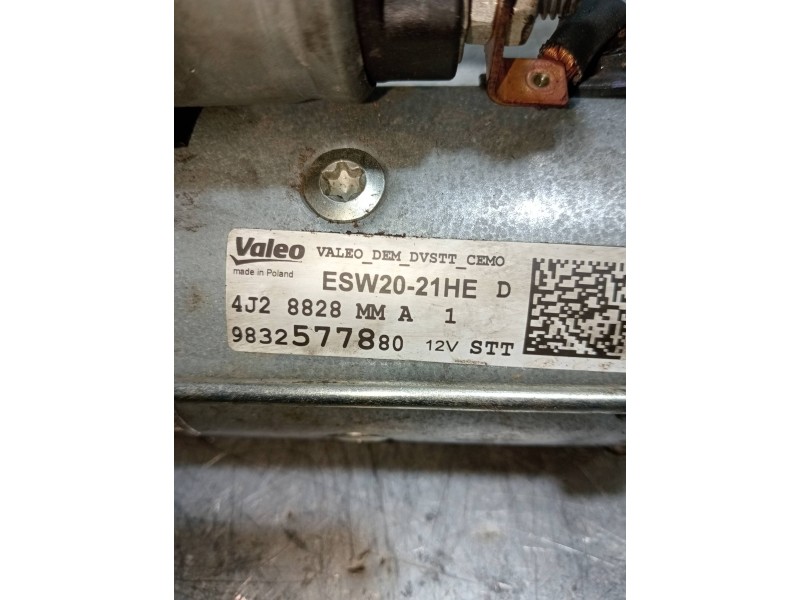 Valeo VALEO_DEM_DVSTT_CEMO
made in Poland
ESW20-21HE D
4J2 8828 MM A 1
9832577880 12V STT